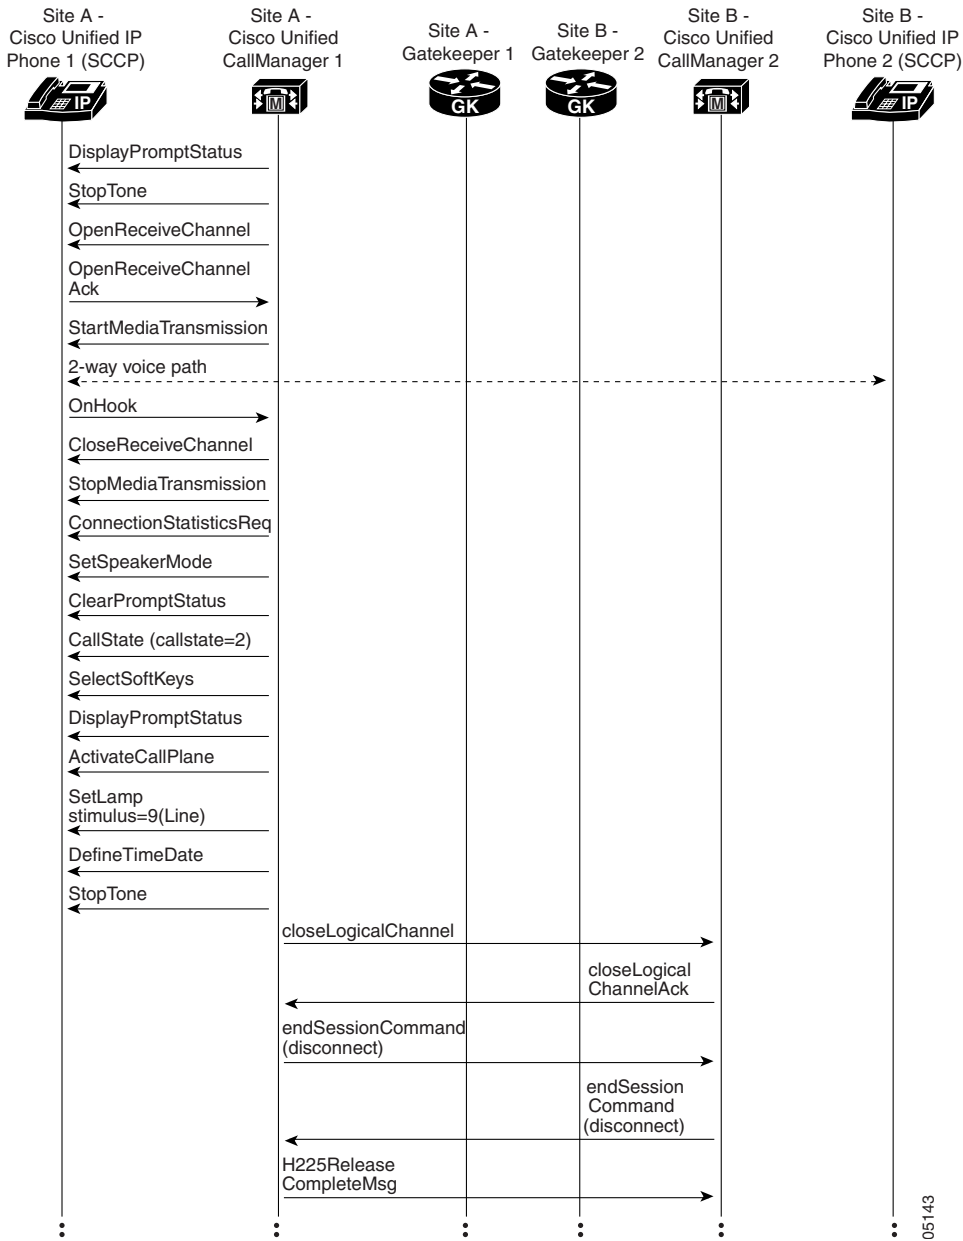 Site A -
Cisco Unified IP
Phone 1 (SCCP)
Site A -
Cisco Unified
CallManager 1
Site A -
Gatekeeper 1
Site B -
Gatekeeper 2
Site B -
Cisco Unified
CallManager 2
Site B -
Cisco Unified IP
Phone 2 (SCCP)
IP
M
GK
GK
M
IP
DisplayPromptStatus
StopTone
OpenReceiveChannel
OpenReceiveChannel
Ack
StartMediaTransmission
2-way voice path
OnHook
CloseReceiveChannel
StopMediaTransmission
ConnectionStatisticsReq
SetSpeakerMode
ClearPromptStatus
CallState (callstate=2)
SelectSoftKeys
DisplayPromptStatus
ActivateCallPlane
SetLamp
stimulus=9(Line)
DefineTimeDate
StopTone
closeLogicalChannel
closeLogical
ChannelAck
endSessionCommand
(disconnect)
endSession
Command
(disconnect)
H225Release
CompleteMsg
05143